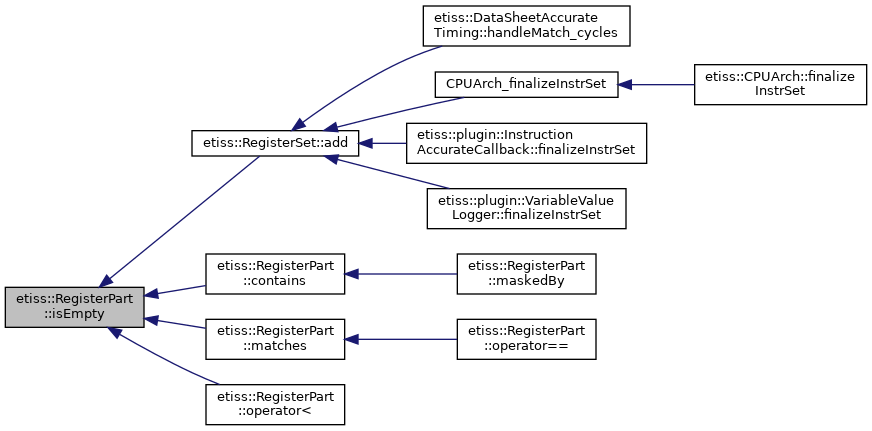 etiss::DataSheetAccurate
Timing::handleMatch_cycles
CPUArch_finalizeInstrSet
etiss::CPUArch::finalize
InstrSet
etiss::RegisterSet::add
etiss::plugin::Instruction
AccurateCallback::finalizeInstrSet
etiss::plugin::VariableValue
Logger::finalizeInstrSet
etiss::RegisterPart
::isEmpty
etiss::RegisterPart
::contains
etiss::RegisterPart
::maskedBy
etiss::RegisterPart
::matches
etiss::RegisterPart
::operator==
etiss::RegisterPart
::operator<